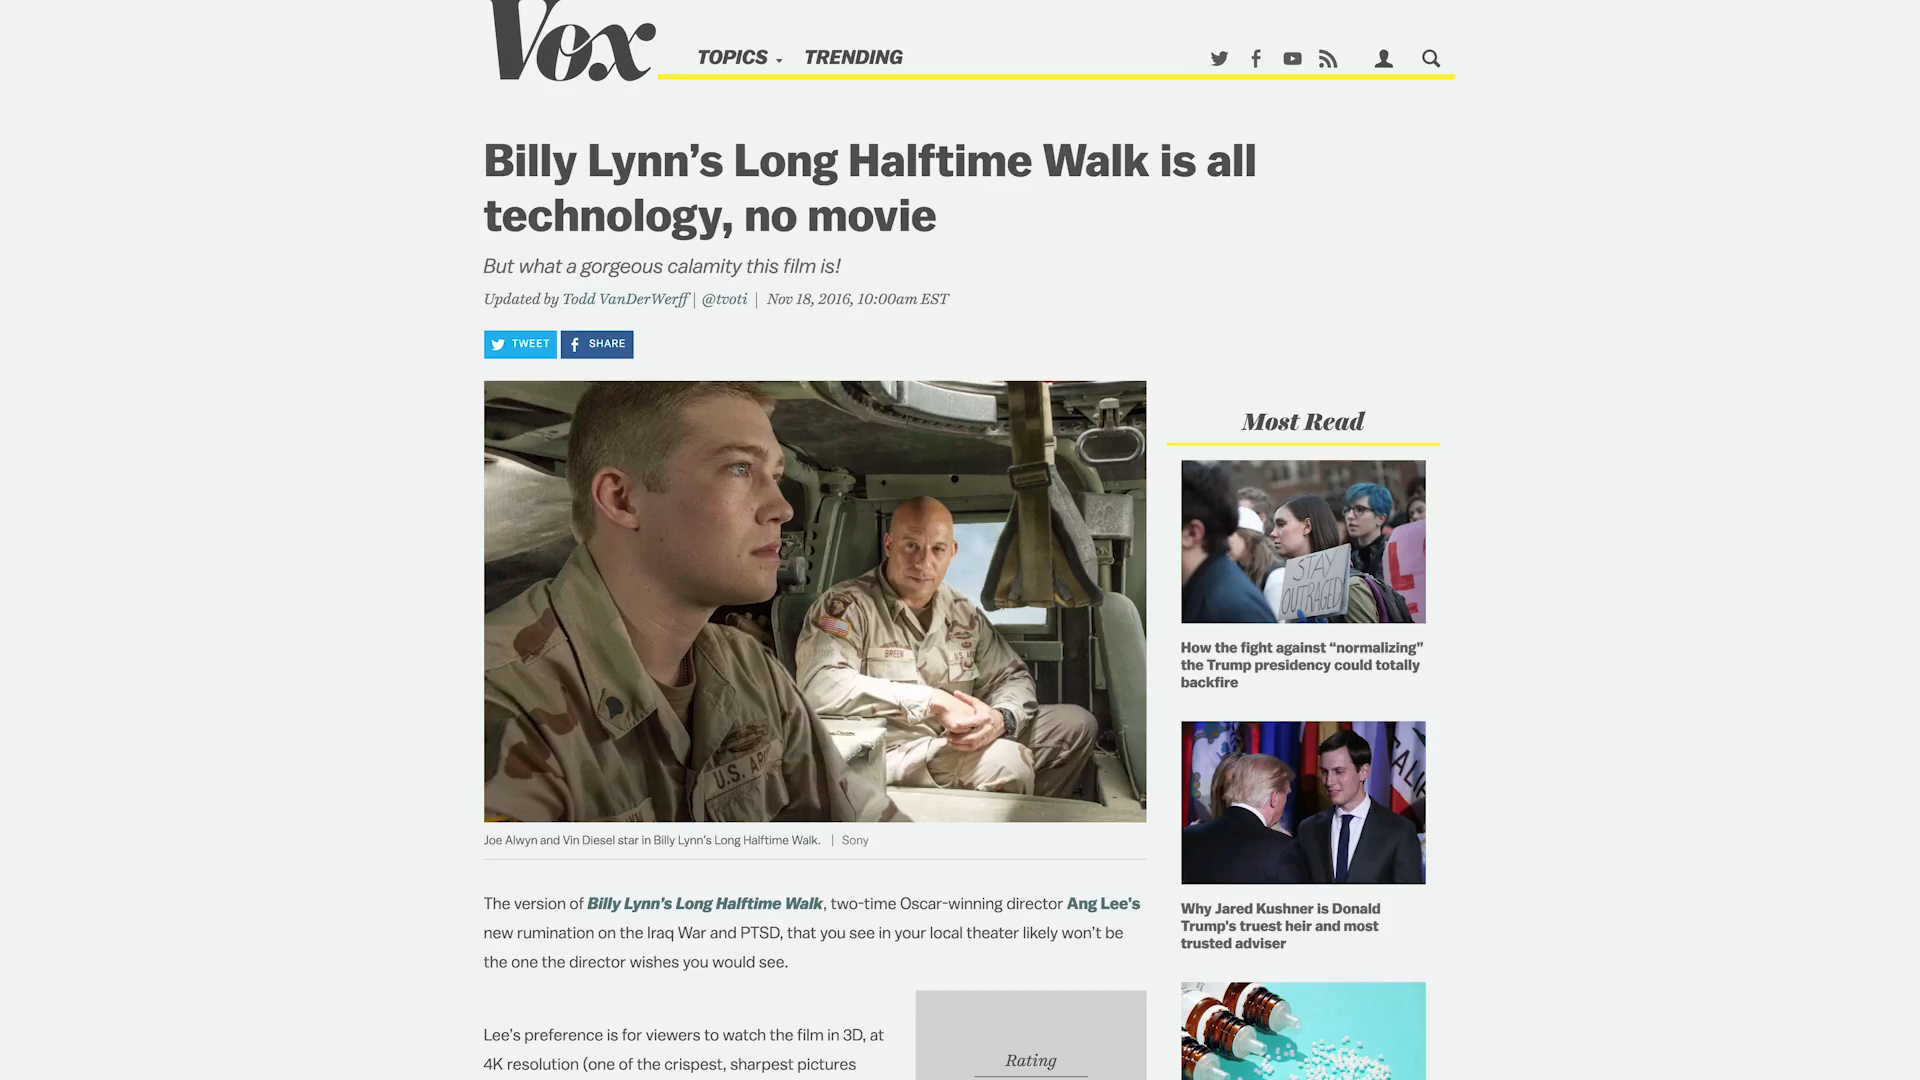 Vox
TOPICS
TRENDING
Billy Lynn’s Long Halftime Walk is all
technology, no movie
But what a gorgeous calamity this film is!
Updated by Todd VanDerWerff | @tvoti | Nov 18, 2016, 10:00am EST
TWEET
SHARE
BREEN
U.S. AR
U.S. AR
Joe Alwyn and Vin Diesel star in Billy Lynn’s Long Halftime Walk. | Sony
The version of Billy Lynn’s Long Halftime Walk, two-time Oscar-winning director Ang Lee’s
new rumination on the Iraq War and PTSD, that you see in your local theater likely won’t be
the one the director wishes you would see.
Lee’s preference is for viewers to watch the film in 3D, at
4K resolution (one of the crispest, sharpest pictures
Rating
Most Read
STAY
OUTRAGED
How the fight against “normalizing”
the Trump presidency could totally
backfire
CALIF
Why Jared Kushner is Donald
Trump's truest heir and most
trusted adviser